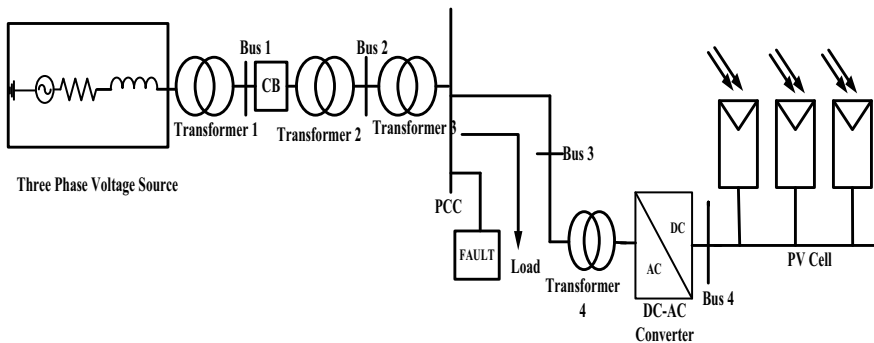 Bus 1
CB
Bus 2
Transformer 1
Transformer 2
Transformer 3
Three Phase Voltage Source
PCC
FAULT
Load
Bus 3
Transformer
4
DC
AC
DC-AC
Converter
Bus 4
PV Cell